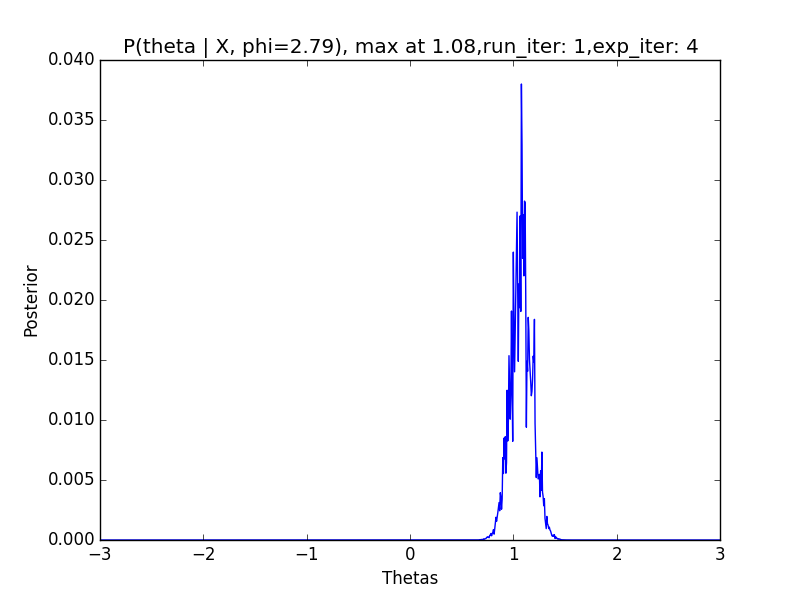 P(theta | X, phi=2.79), max at 1.08,run_iter: 1,exp_iter: 4
0.040
0.035
0.030
0.025
0.020
0.015
0.010
0.005
0.000
Posterior
−3 −2 −1 0 1 2 3
Thetas